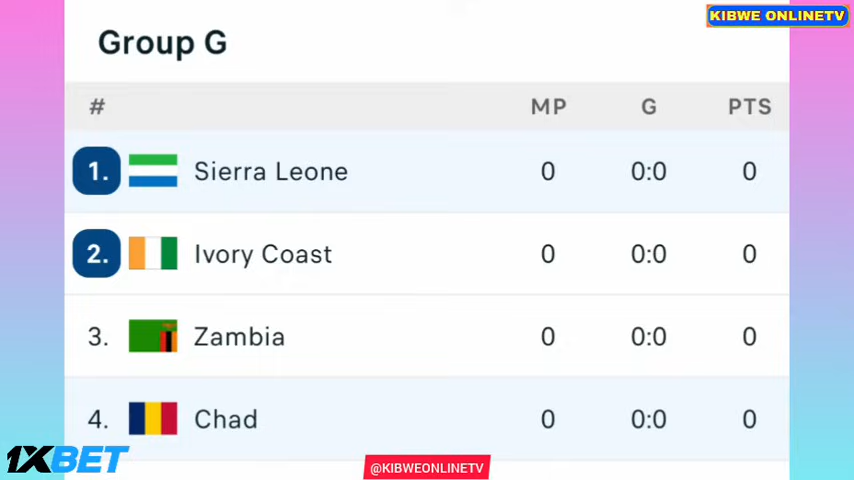 KIBWE ONLINETV
Group G
# MP G PTS
1. Sierra Leone 0 0:0 0
2. Ivory Coast 0 0:0 0
3. Zambia 0 0:0 0
4. Chad 0 0:0 0
1XBET
@KIBWEONLINETV